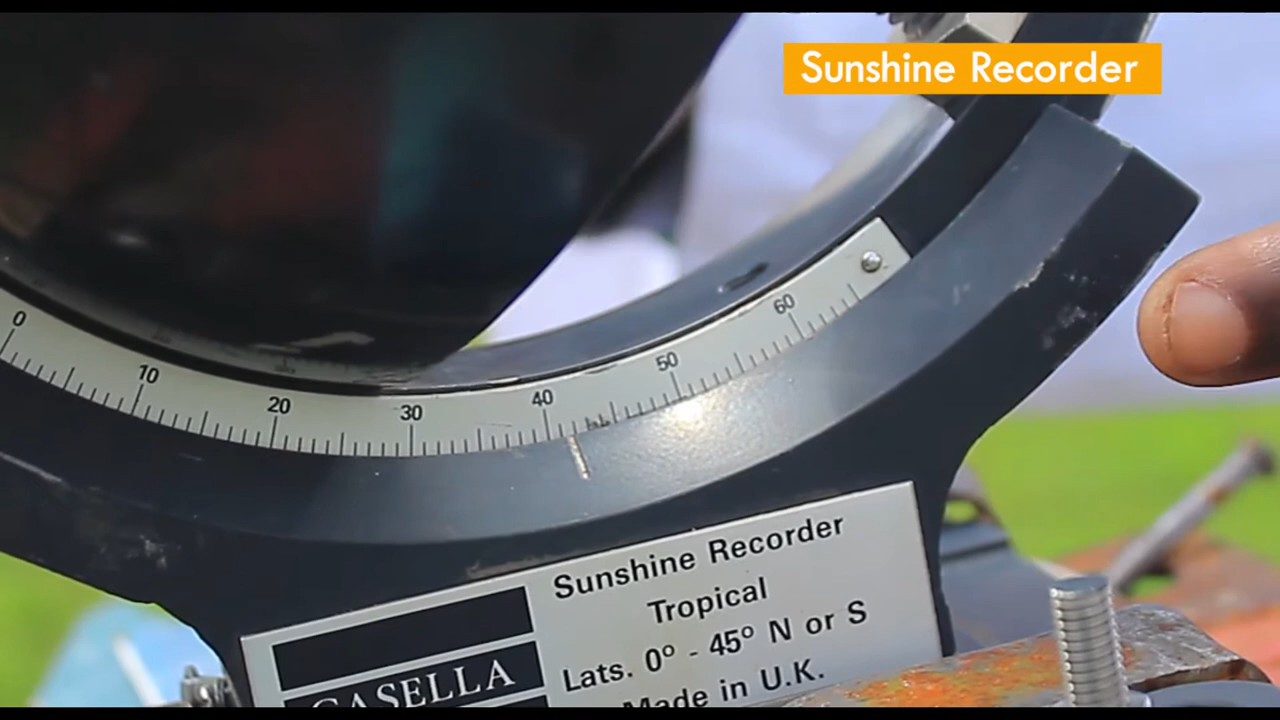 Sunshine Recorder
0 10 20 30 40 50 60
Sunshine Recorder
Tropical
Lats. 0° - 45° N or S
Made in U.K.
CASELLA